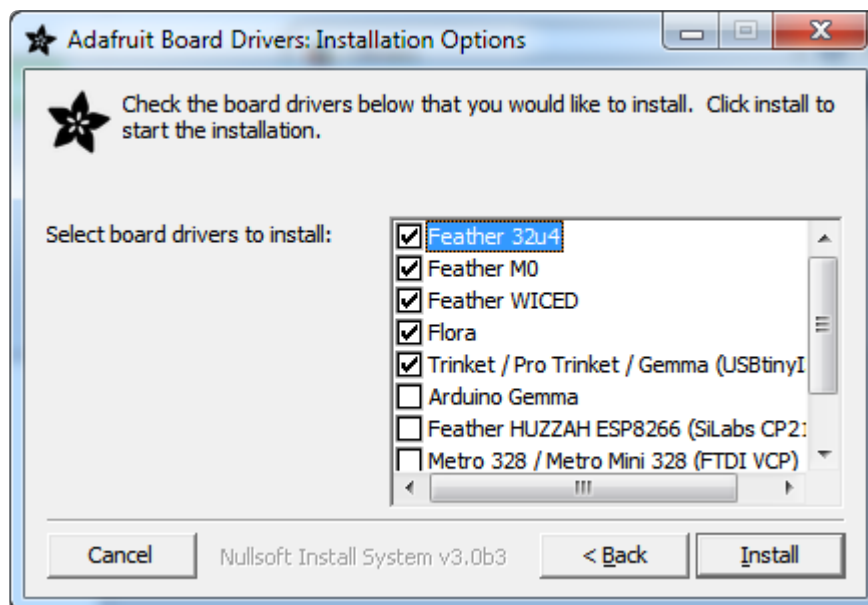 Adafruit Board Drivers: Installation Options
Check the board drivers below that you would like to install. Click install to
start the installation.
Select board drivers to install:
Feather 32u4
Feather M0
Feather WICED
Flora
Trinket / Pro Trinket / Gemma (USBtinyI
Arduino Gemma
Feather HUZZAH ESP8266 (SiLabs CP21
Metro 328 / Metro Mini 328 (FTDI VCP)
Cancel
Nullsoft Install System v3.0b3
< Back
Install